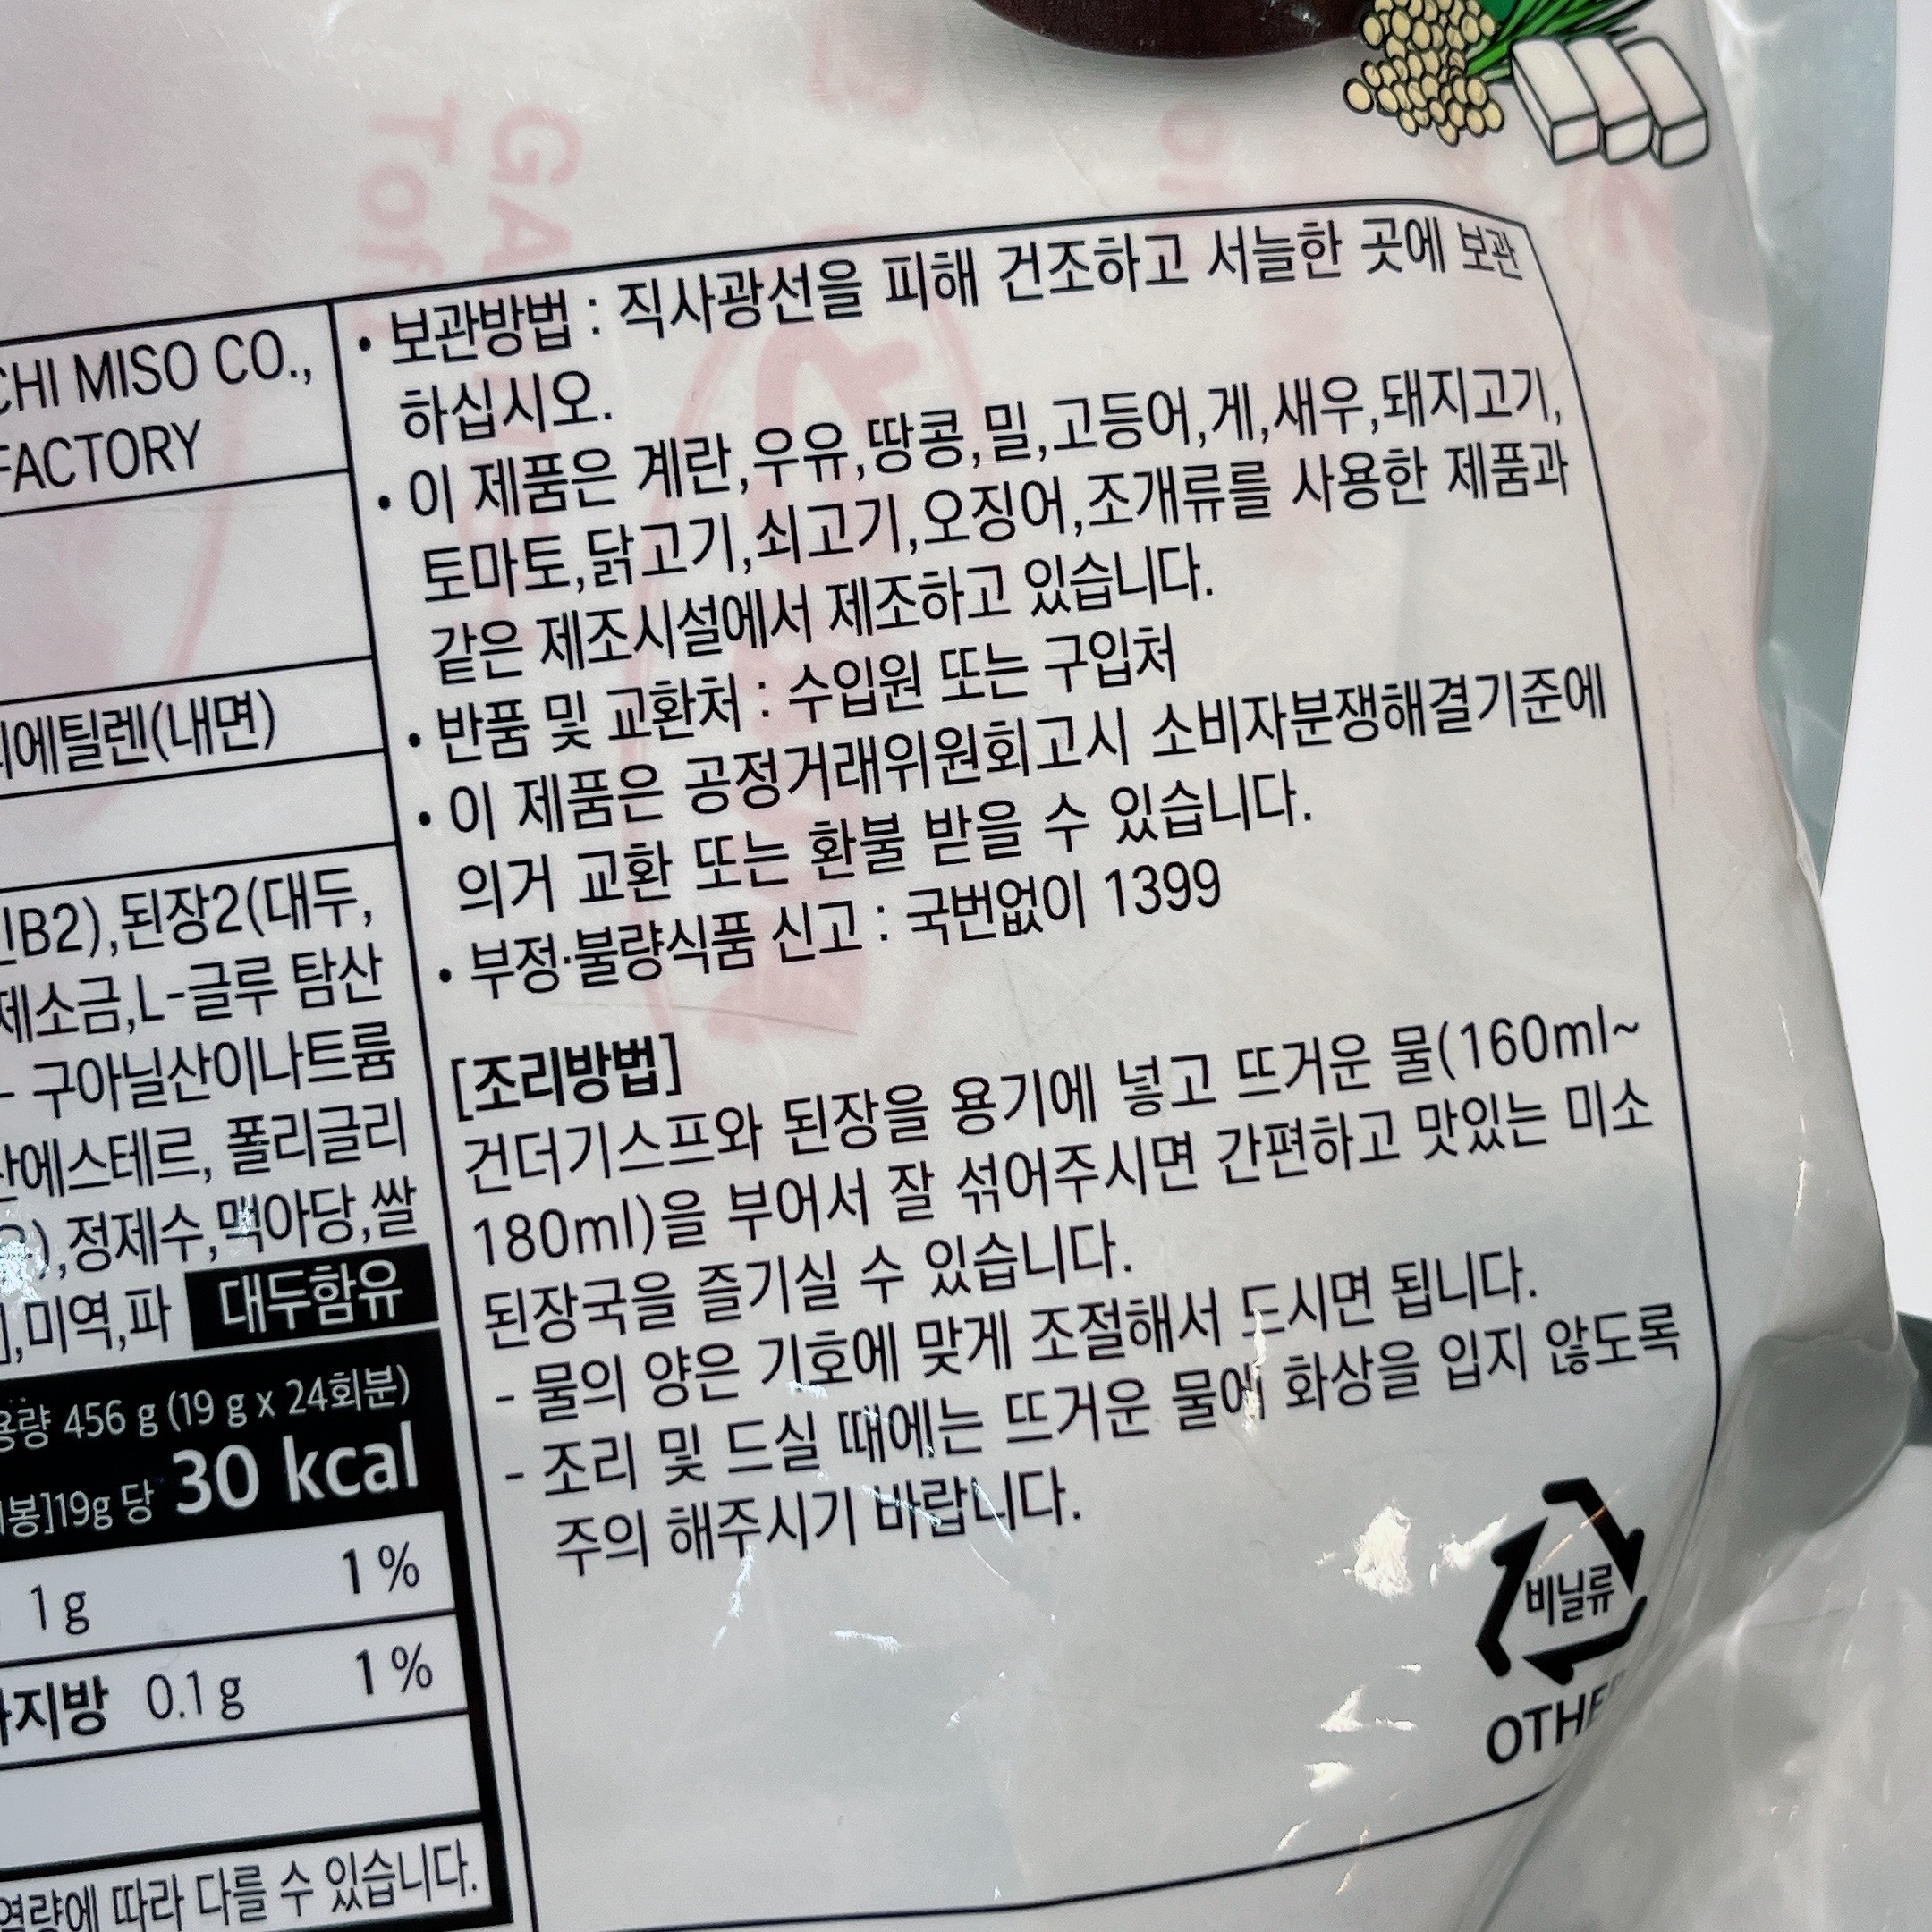 CHI MISO CO.,
FACTORY
에틸렌(내면)
B2),된장2(대두,
제소금,L-글루 탐산
- 구아닐산이나트륨
산에스테르, 폴리글리
),정제수,맥아당,쌀
],미역,파 대두함유
용량 456 g (19 g x 24회분)
봉]19g 당 30 kcal
1 g 1 %
지방 0.1 g 1 %
열량에 따라 다를 수 있습니다.
• 보관방법 : 직사광선을 피해 건조하고 서늘한 곳에 보관
하십시오.
• 이 제품은 계란,우유,땅콩,밀,고등어,게,새우,돼지고기,
토마토,닭고기,쇠고기,오징어,조개류를 사용한 제품과
같은 제조시설에서 제조하고 있습니다.
• 반품 및 교환처 : 수입원 또는 구입처
• 이 제품은 공정거래위원회고시 소비자분쟁해결기준에
의거 교환 또는 환불 받을 수 있습니다.
• 부정·불량식품 신고 : 국번없이 1399
[조리방법]
건더기스프와 된장을 용기에 넣고 뜨거운 물(160ml~
180ml)을 부어서 잘 섞어주시면 간편하고 맛있는 미소
된장국을 즐기실 수 있습니다.
- 물의 양은 기호에 맞게 조절해서 드시면 됩니다.
- 조리 및 드실 때에는 뜨거운 물에 화상을 입지 않도록
주의 해주시기 바랍니다.
비닐류
OTHE